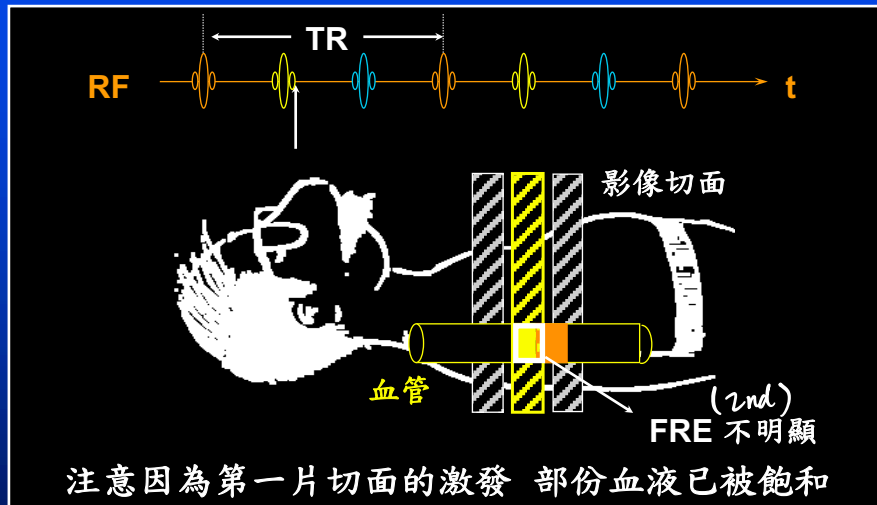 TR
RF
t
影像切面
血管
(2nd)
FRE 不明顯
注意因為第一片切面的激發 部份血液已被飽和